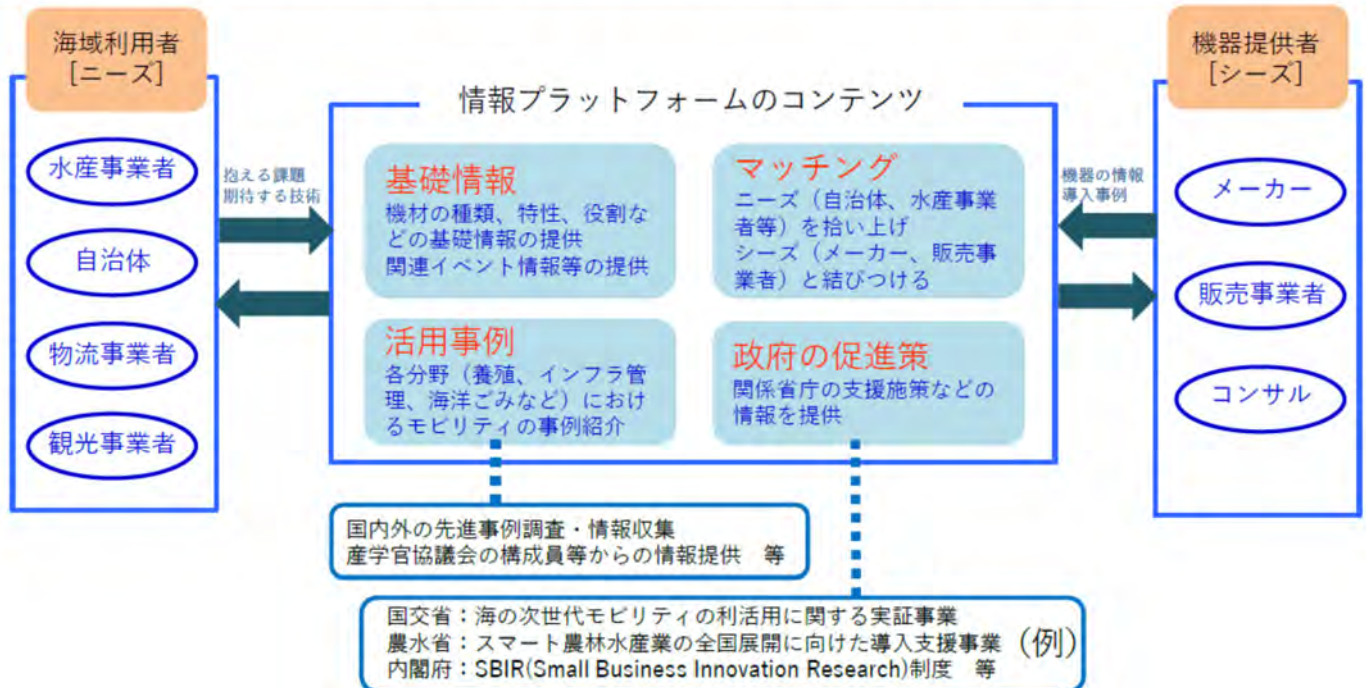 海域利用者
[ニーズ]
水産事業者
自治体
物流事業者
観光事業者
抱える課題
期待する技術
情報プラットフォームのコンテンツ
基礎情報
機材の種類、特性、役割な
どの基礎情報の提供
関連イベント情報等の提供
マッチング
ニーズ（自治体、水産事業
者等）を拾い上げ
シーズ（メーカー、販売事
業者）と結びつける
活用事例
各分野（養殖、インフラ管
理、海洋ごみなど）におけ
るモビリティの事例紹介
政府の促進策
関係省庁の支援施策などの
情報を提供
機器の情報
導入事例
機器提供者
[シーズ]
メーカー
販売事業者
コンサル
国内外の先進事例調査・情報収集
産学官協議会の構成員等からの情報提供　等
国交省：海の次世代モビリティの利活用に関する実証事業
農水省：スマート農林水産業の全国展開に向けた導入支援事業
内閣府：SBIR(Small Business Innovation Research)制度　等
（例）